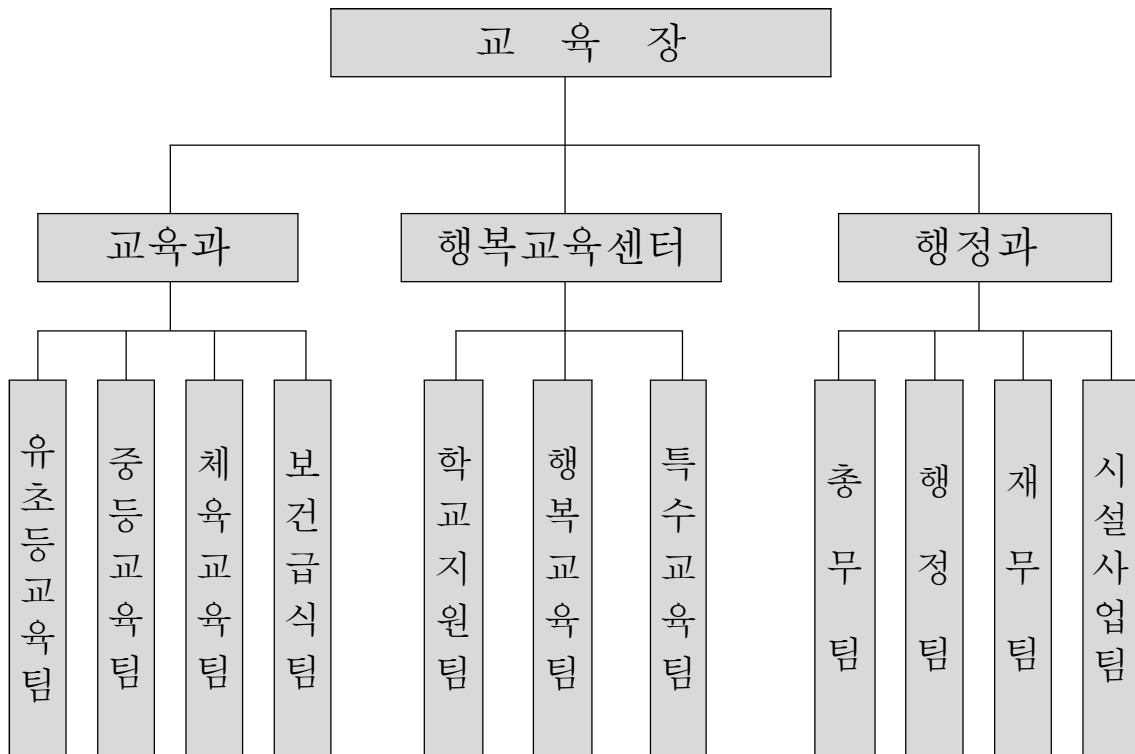 교 육 장
교육과
행복교육센터
행정과
유초등교육팀
중등교육팀
체육교육팀
보건급식팀
학교지원팀
행복교육팀
특수교육팀
총무팀
행정팀
재무팀
시설사업팀